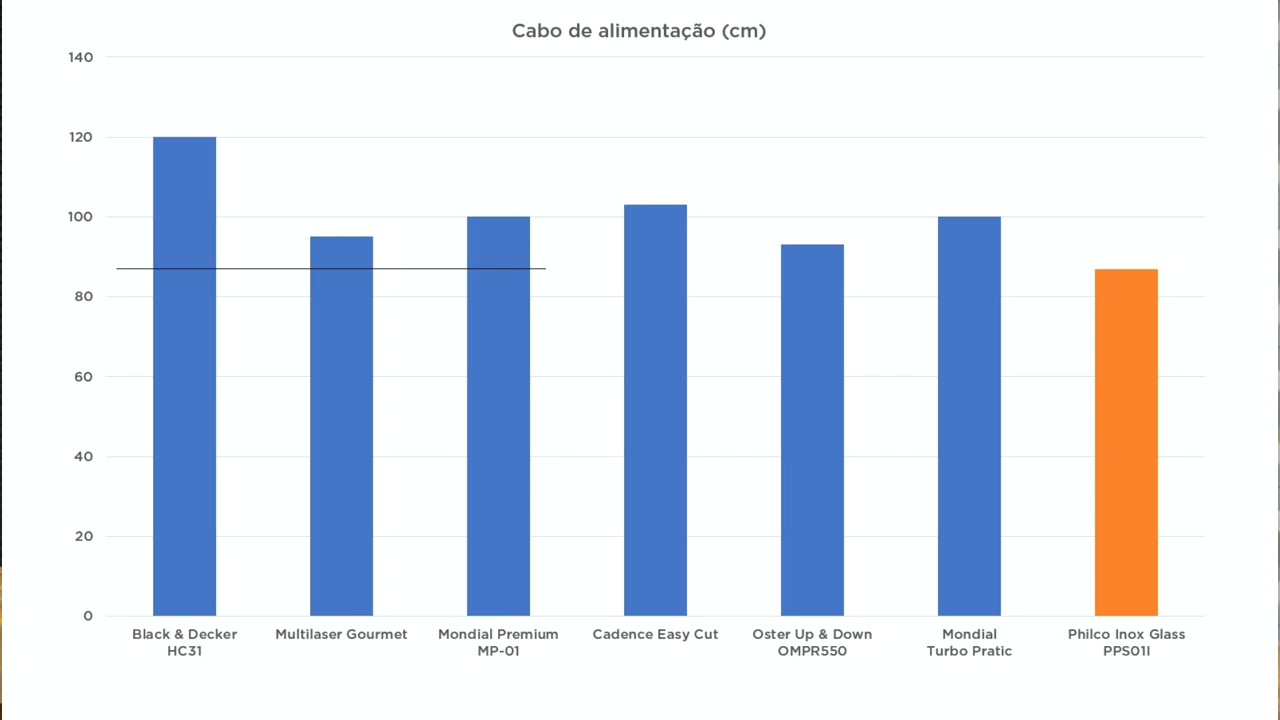 Cabo de alimentação (cm)
140
120
100
80
60
40
20
0
Black & Decker
HC31
Multilaser Gourmet
Mondial Premium
MP-01
Cadence Easy Cut
Oster Up & Down
OMPR550
Mondial
Turbo Pratic
Philco Inox Glass
PPS01I